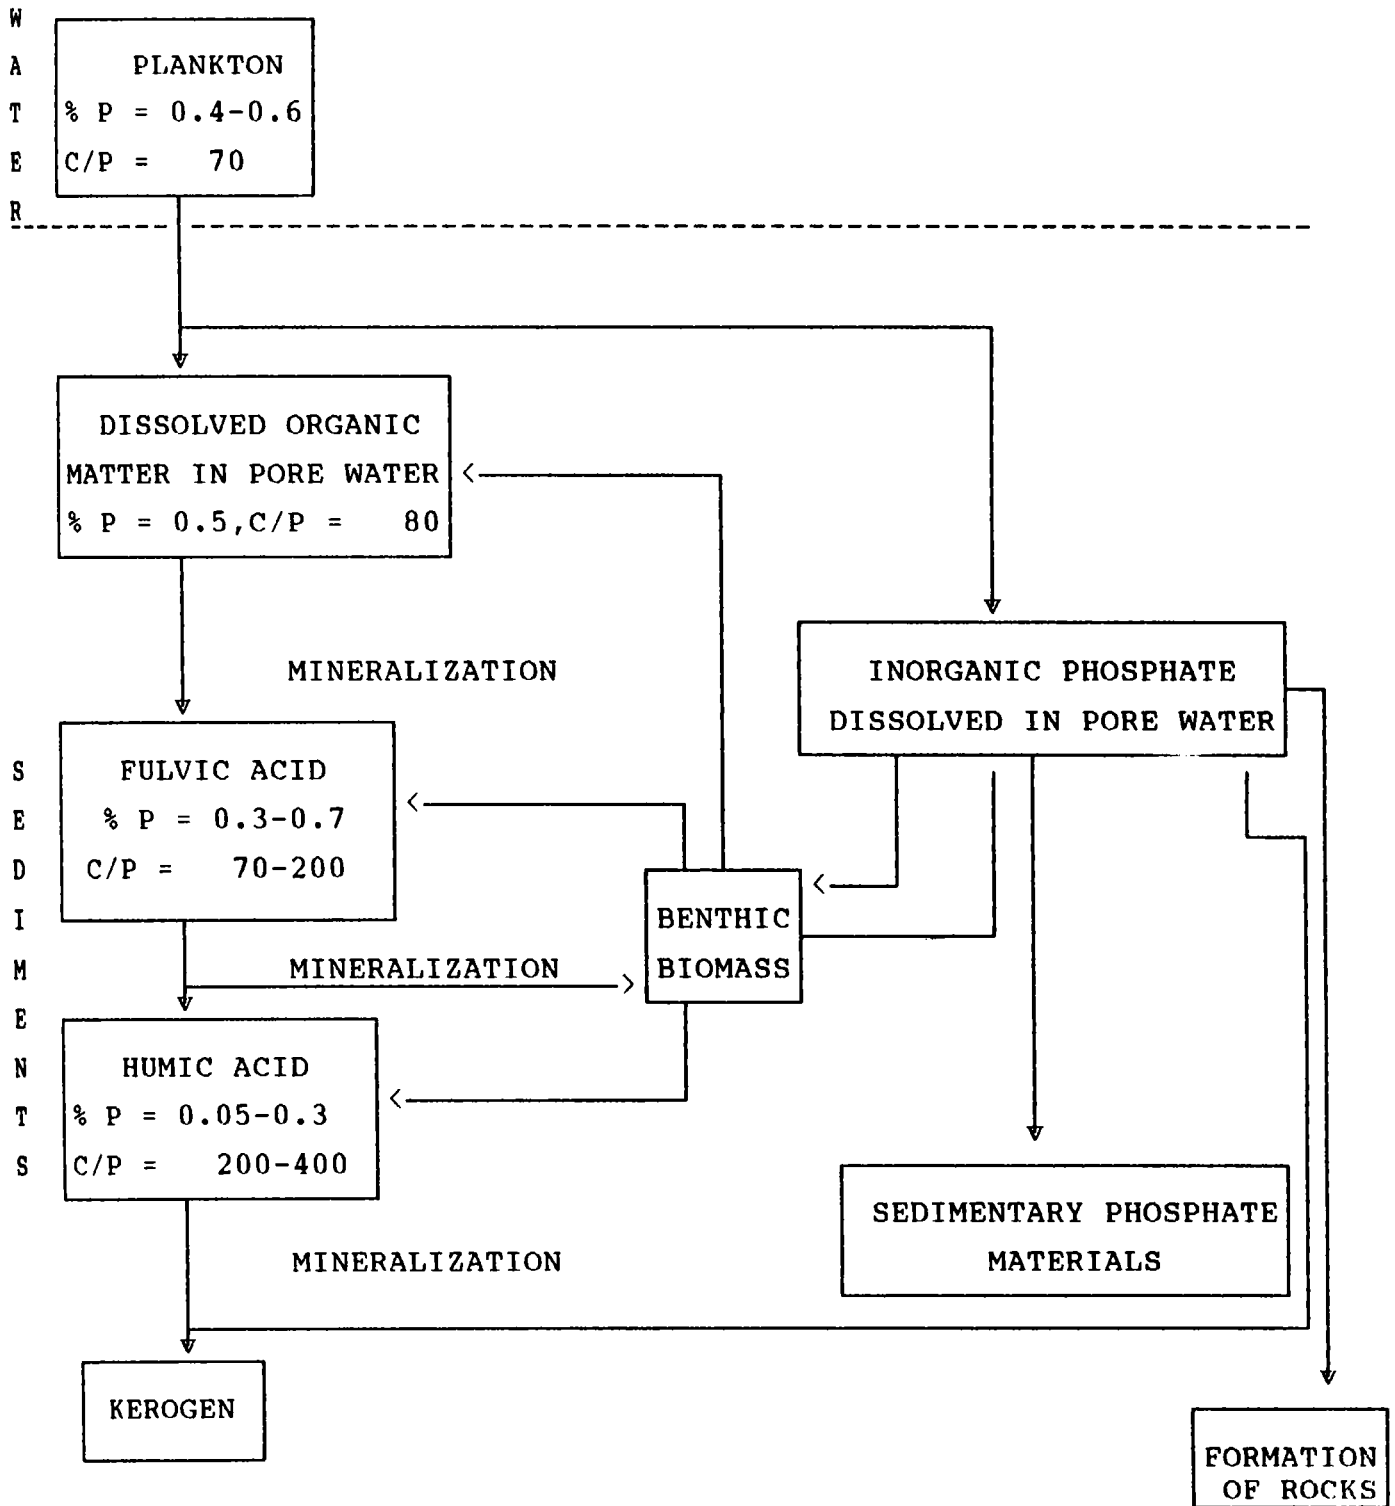 WATER
PLANKTON
% P = 0.4-0.6
C/P = 70
DISSOLVED ORGANIC
MATTER IN PORE WATER
% P = 0.5,C/P = 80
MINERALIZATION
INORGANIC PHOSPHATE
DISSOLVED IN PORE WATER
SEDIMENTS
FULVIC ACID
% P = 0.3-0.7
C/P = 70-200
BENTHIC
BIOMASS
MINERALIZATION
HUMIC ACID
% P = 0.05-0.3
C/P = 200-400
SEDIMENTARY PHOSPHATE
MATERIALS
MINERALIZATION
KEROGEN
FORMATION
OF ROCKS